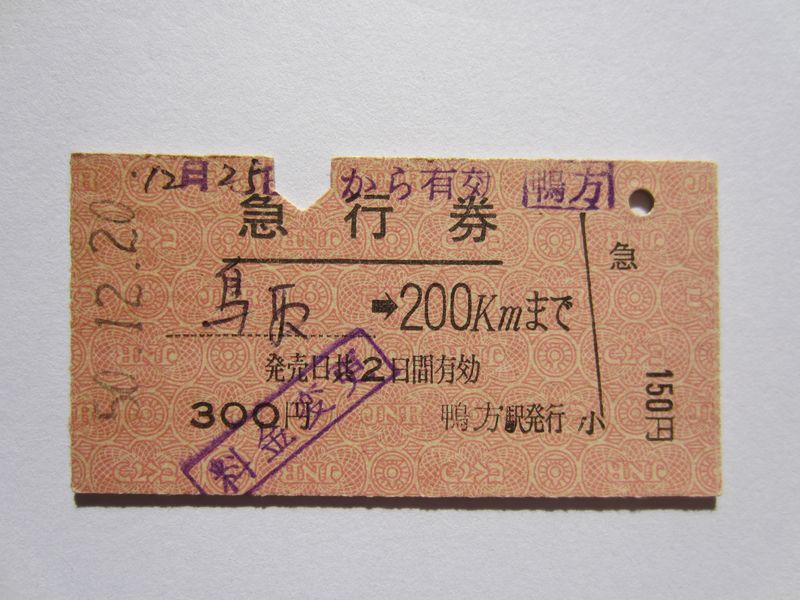 12月25日から有効 鴨方
急行券
50.12.20
鳥取➡200Kmまで
発売日共2日間有効
300円
料金変更
鴨方駅発行
急
小
150円